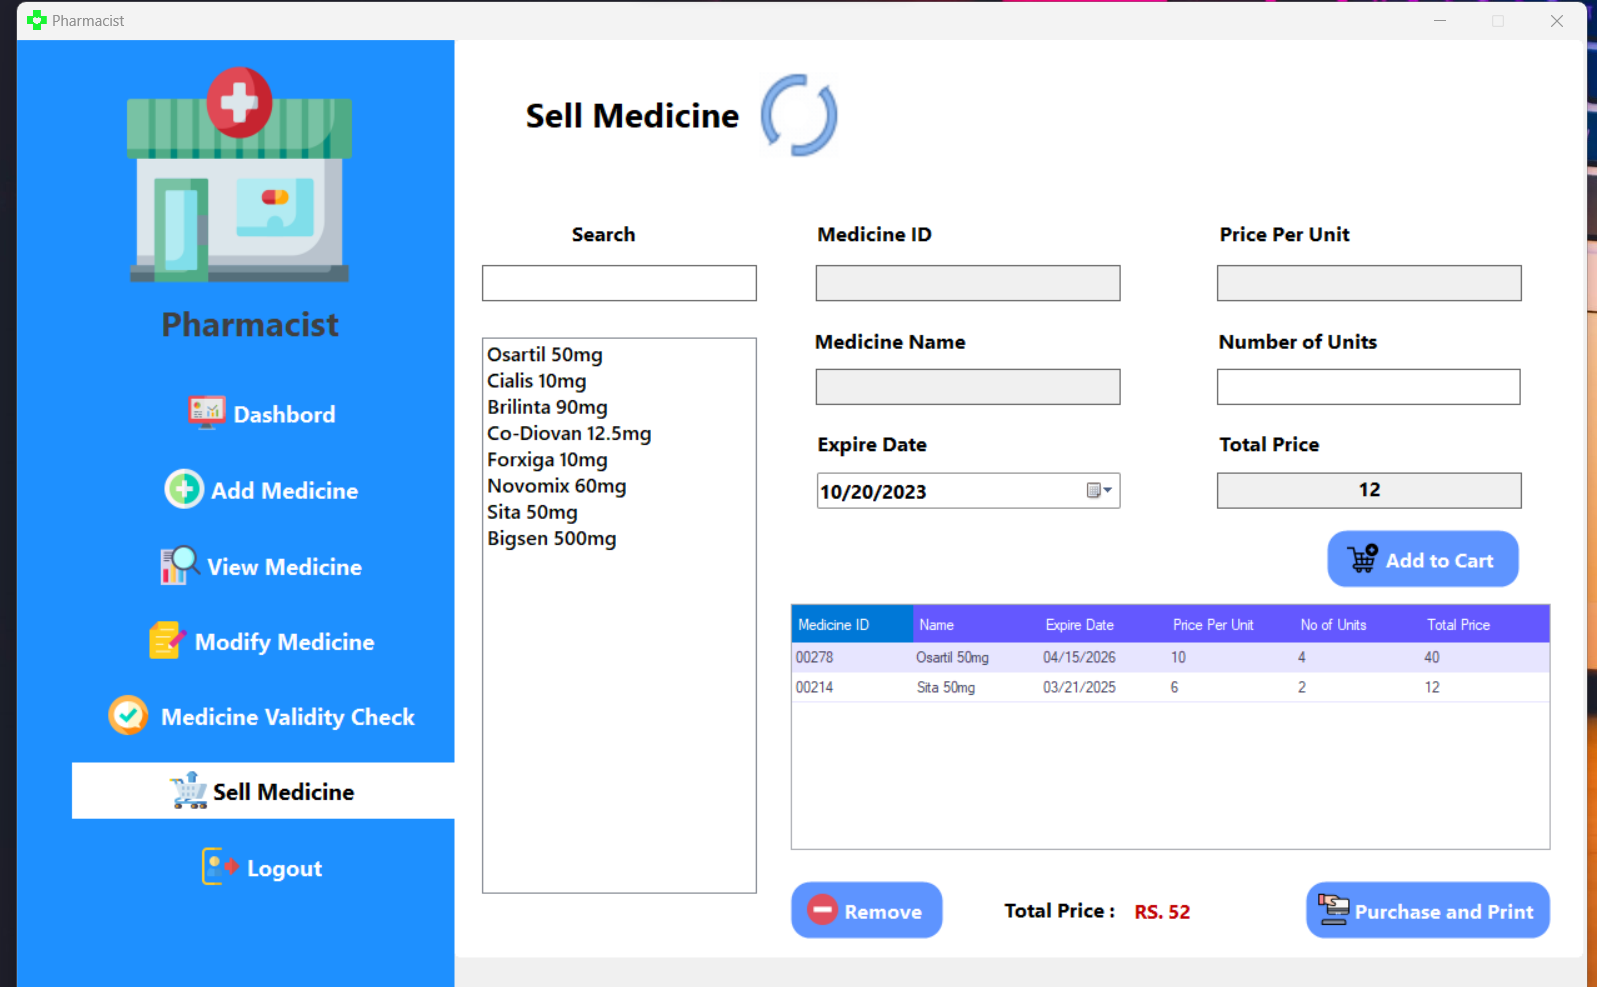 Pharmacist
Pharmacist
Dashbord
Add Medicine
View Medicine
Modify Medicine
Medicine Validity Check
Sell Medicine
Logout
Sell Medicine
Search
Osartil 50mg
Cialis 10mg
Brilinta 90mg
Co-Diovan 12.5mg
Forxiga 10mg
Novomix 60mg
Sita 50mg
Bigsen 500mg
Medicine ID
Price Per Unit
Medicine Name
Number of Units
Expire Date
Total Price
10/20/2023
12
Add to Cart
Medicine ID Name Expire Date Price Per Unit No of Units Total Price
00278 Osartil 50mg 04/15/2026 10 4 40
00214 Sita 50mg 03/21/2025 6 2 12
Remove
Total Price : RS. 52
Purchase and Print